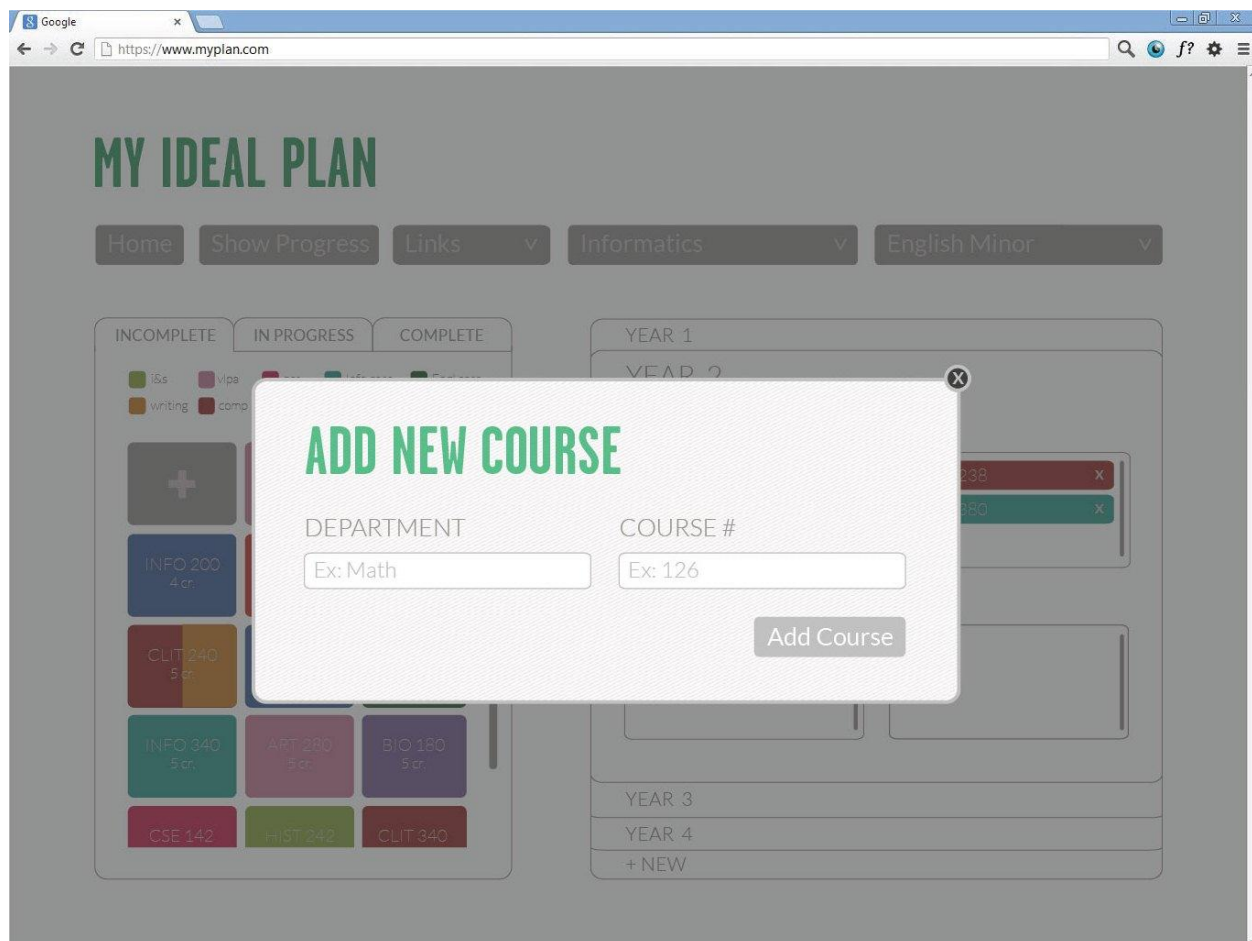 Google x
https://www.myplan.com f?
MY IDEAL PLAN
Home Show Progress Links v Informatics v English Minor v
INCOMPLETE IN PROGRESS COMPLETE
i&s vlpa
writing comp
YEAR 1
YEAR 2
X
ADD NEW COURSE
DEPARTMENT COURSE #
Ex: Math Ex: 126
Add Course
238 x
380 x
+
INFO 200
4 cr.
CLIT 240
5 cr.
INFO 340 ART 280 BIO 180
5 cr. 5 cr. 5 cr.
CSE 142 HIST 242 CLIT 340
YEAR 3
YEAR 4
+ NEW